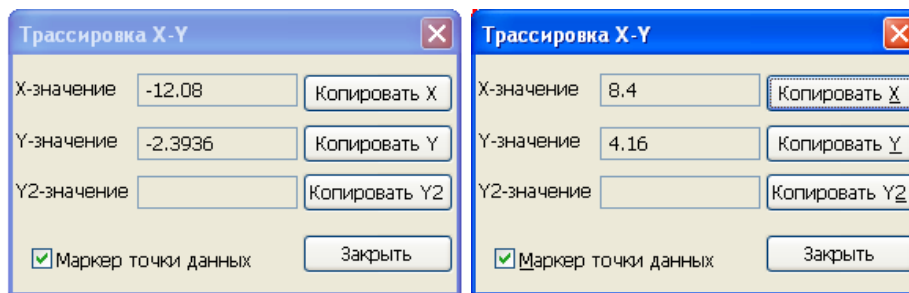 Трассировка X-Y
X-значение -12.08 Копировать X
Y-значение -2.3936 Копировать Y
Y2-значение Копировать Y2
Маркер точки данных Закрыть
Трассировка X-Y
X-значение 8.4 Копировать X
Y-значение 4.16 Копировать Y
Y2-значение Копировать Y2
Маркер точки данных Закрыть